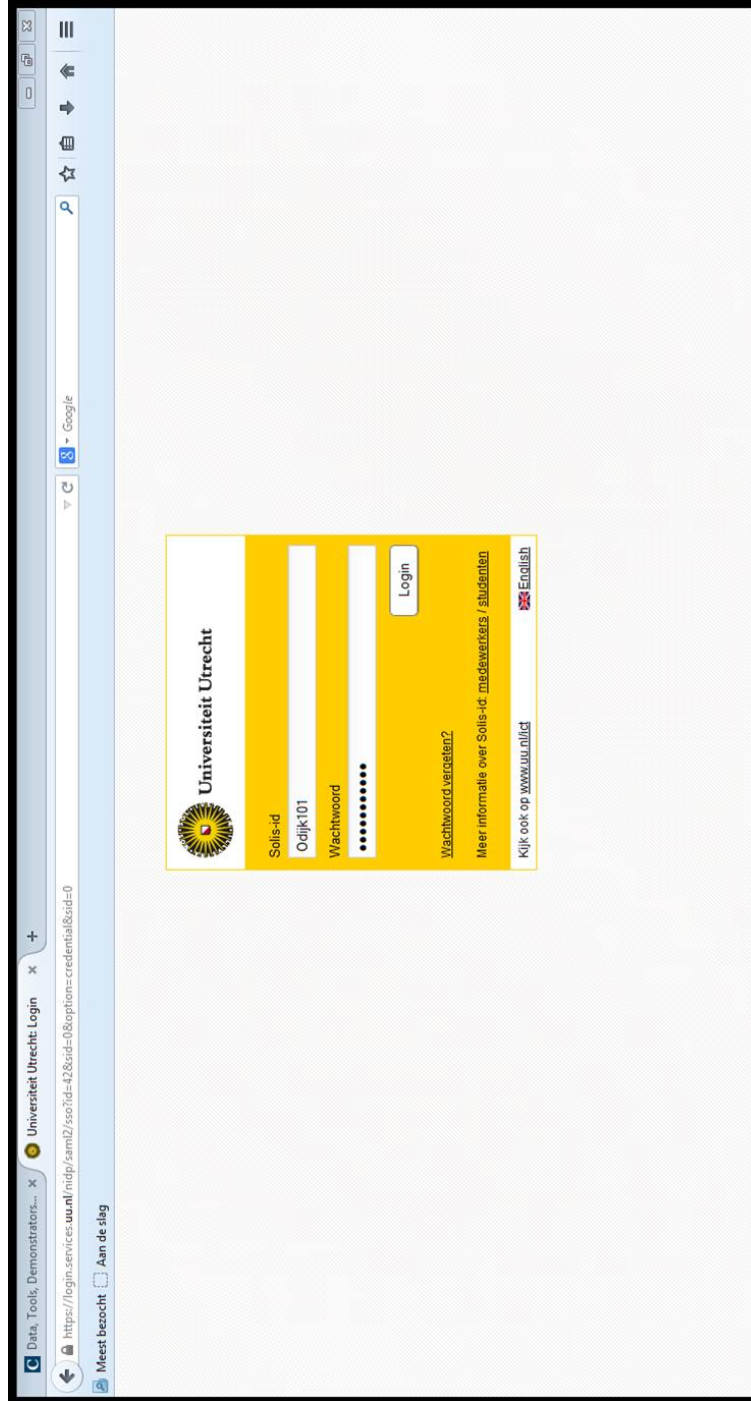 Data, Tools, Demonstrators...
Universiteit Utrecht: Login
https://login.services.uu.nl/nidp/saml2/sso?id=42&sid=0&option=credential&sid=0
Google
Meest bezocht
Aan de slag
Universiteit Utrecht
Solis-id
Odijk101
Wachtwoord
Login
Wachtwoord vergeten?
Meer informatie over Solis-id: medewerkers / studenten
Kijk ook op www.uu.nl/ict
English